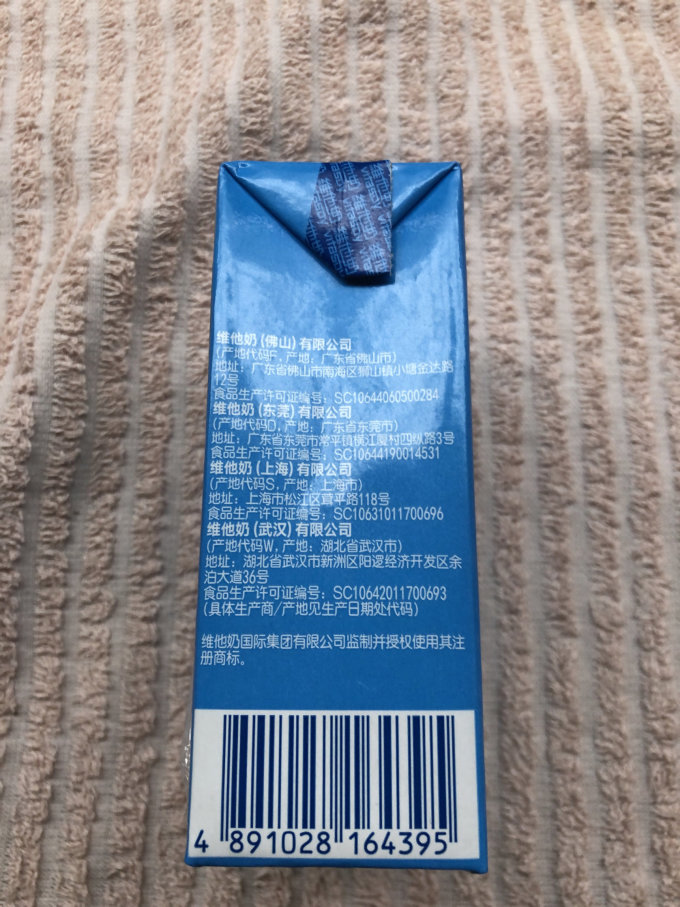 维他奶(佛山)有限公司
(产地代码F, 产地: 广东省佛山市)
地址: 广东省佛山市南海区狮山镇小塘金达路
12号
食品生产许可证编号: SC10644060500284
维他奶(东莞)有限公司
(产地代码D, 产地: 广东省东莞市)
地址: 广东省东莞市常平镇横江厦村四纵路3号
食品生产许可证编号: SC10644190014531
维他奶(上海)有限公司
(产地代码S, 产地: 上海市)
地址: 上海市松江区茸平路118号
食品生产许可证编号: SC10631011700696
维他奶(武汉)有限公司
(产地代码W, 产地: 湖北省武汉市)
地址: 湖北省武汉市新洲区阳逻经济开发区余
泊大道36号
食品生产许可证编号: SC10642011700693
(具体生产商/产地见生产日期处代码)
维他奶国际集团有限公司监制并授权使用其注
册商标。
4 891028 164395